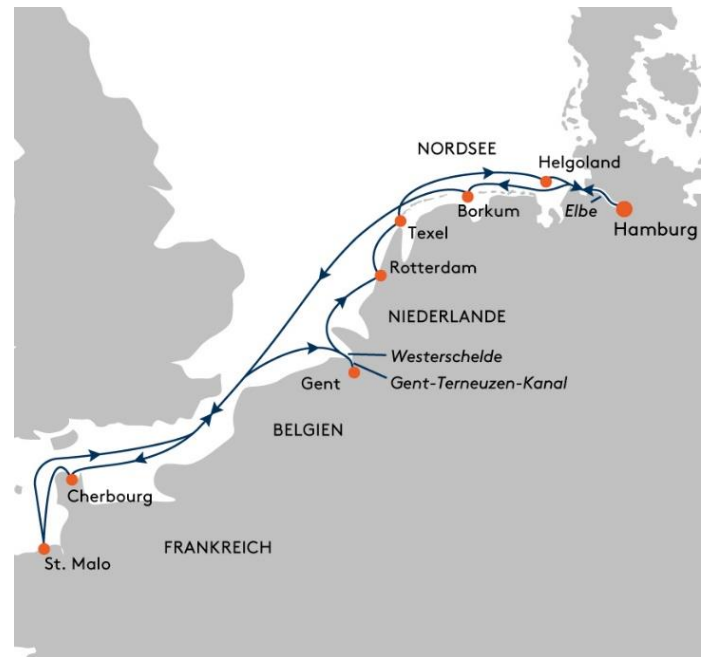 NORDSEE
Helgoland
Borkum
Elbe
Hamburg
Texel
Rotterdam
NIEDERLANDE
Westerschelde
Gent
Gent-Terneuzen-Kanal
BELGIEN
Cherbourg
FRANKREICH
St. Malo